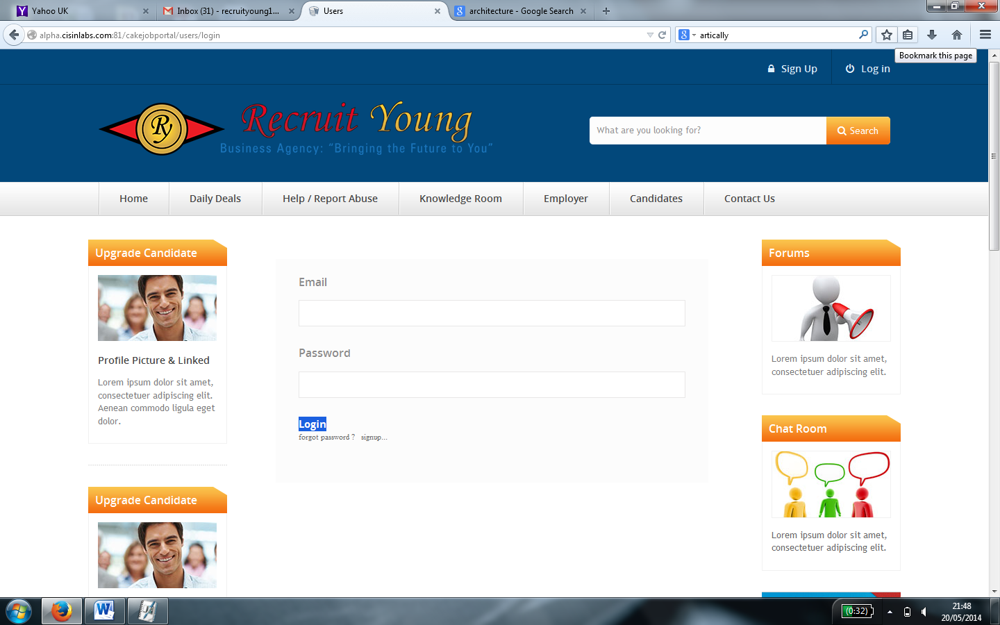 Yahoo UK
Inbox (31) - recruityoung1...
Users
architecture - Google Search
alpha.cisinlabs.com:81/cakejobportal/users/login
artically
Bookmark this page
Sign Up
Log in
Ry
Recruit Young
Business Agency: “Bringing the Future to You”
What are you looking for?
Search
Home
Daily Deals
Help / Report Abuse
Knowledge Room
Employer
Candidates
Contact Us
Upgrade Candidate
Profile Picture & Linked
Lorem ipsum dolor sit amet,
consectetuer adipiscing elit.
Aenean commodo ligula eget
dolor.
Upgrade Candidate
Email
Password
Login
forgot password ? signup...
Forums
Lorem ipsum dolor sit amet,
consectetuer adipiscing elit.
Chat Room
Lorem ipsum dolor sit amet,
consectetuer adipiscing elit.
(0:32)
21:48
20/05/2014